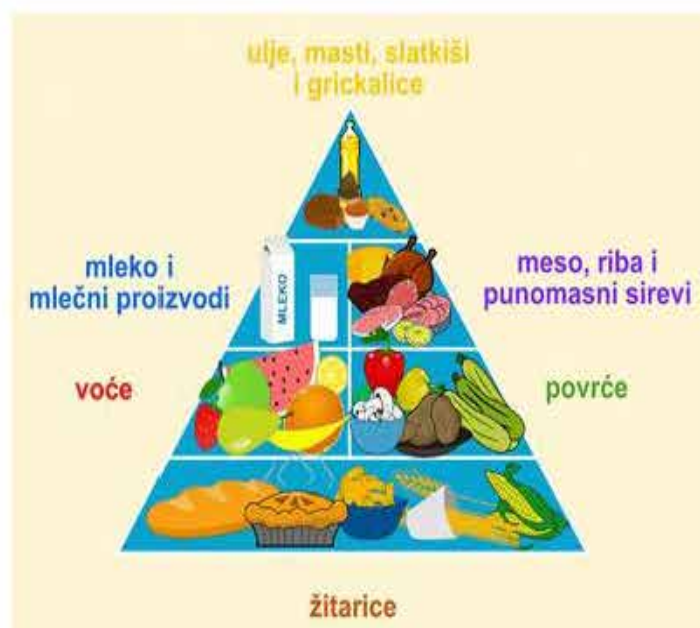 ulje, masti, slatkiši
i grickalice
mleko i
mlečni proizvodi
meso, riba i
punomasni sirevi
MLEKO
voće
povrće
žitarice